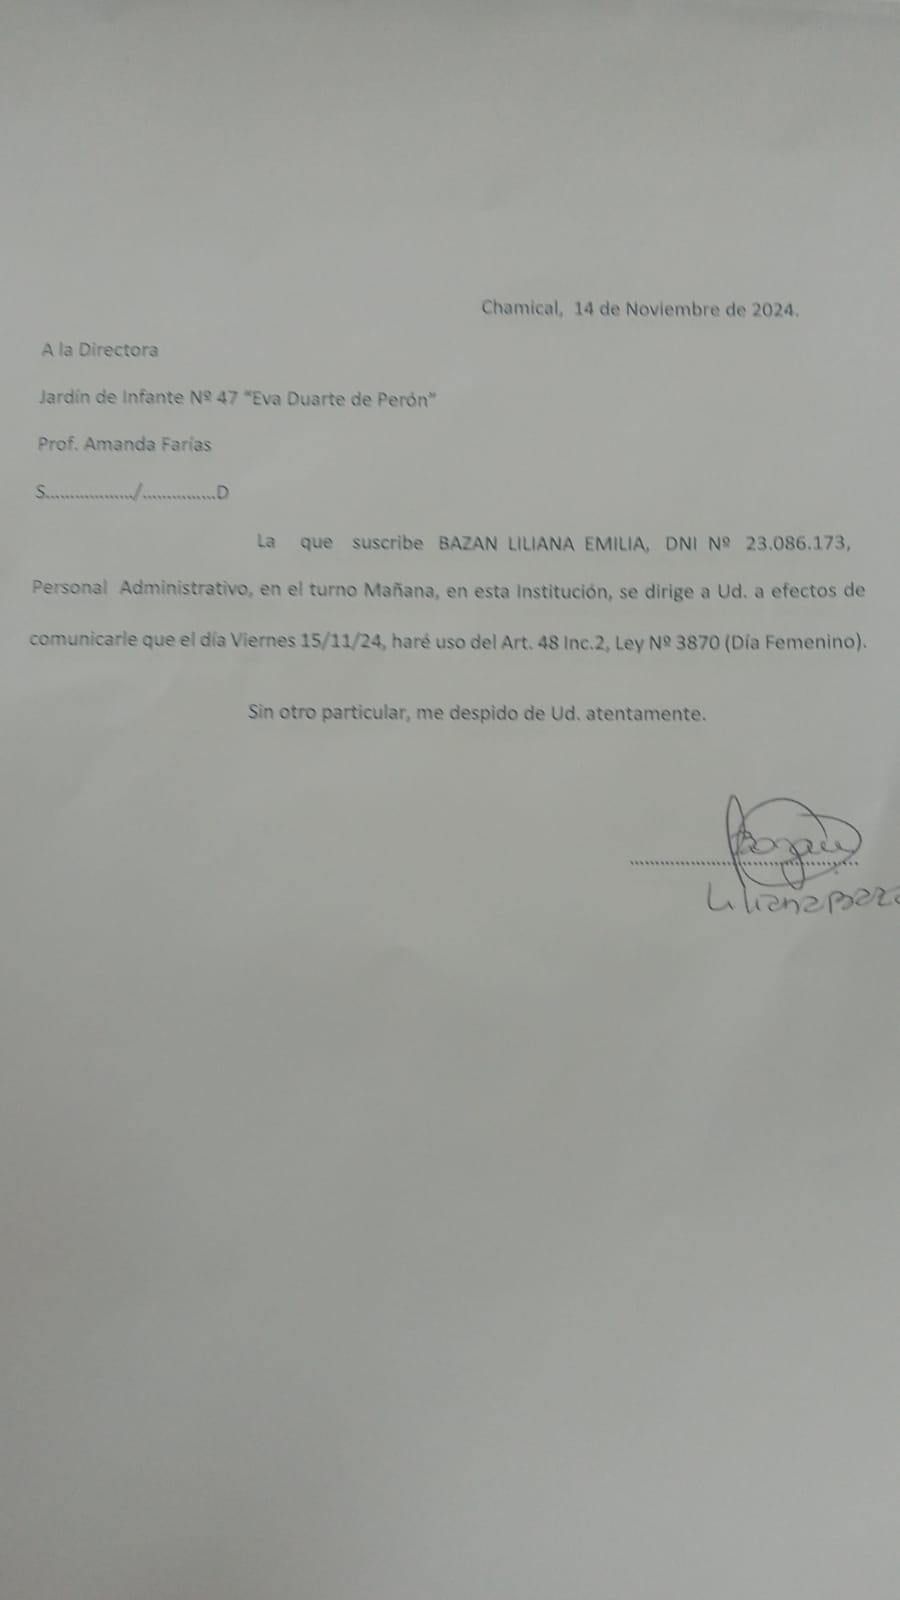 Chamical, 14 de Noviembre de 2024.
A la Directora
Jardín de Infante Nº 47 “Eva Duarte de Perón”
Prof. Amanda Farías
S................../...............D
La que suscribe BAZAN LILIANA EMILIA, DNI Nº 23.086.173,
Personal Administrativo, en el turno Mañana, en esta Institución, se dirige a Ud. a efectos de
comunicarle que el día Viernes 15/11/24, haré uso del Art. 48 Inc.2, Ley Nº 3870 (Día Femenino).
Sin otro particular, me despido de Ud. atentamente.
Bazan
Liliana Baza